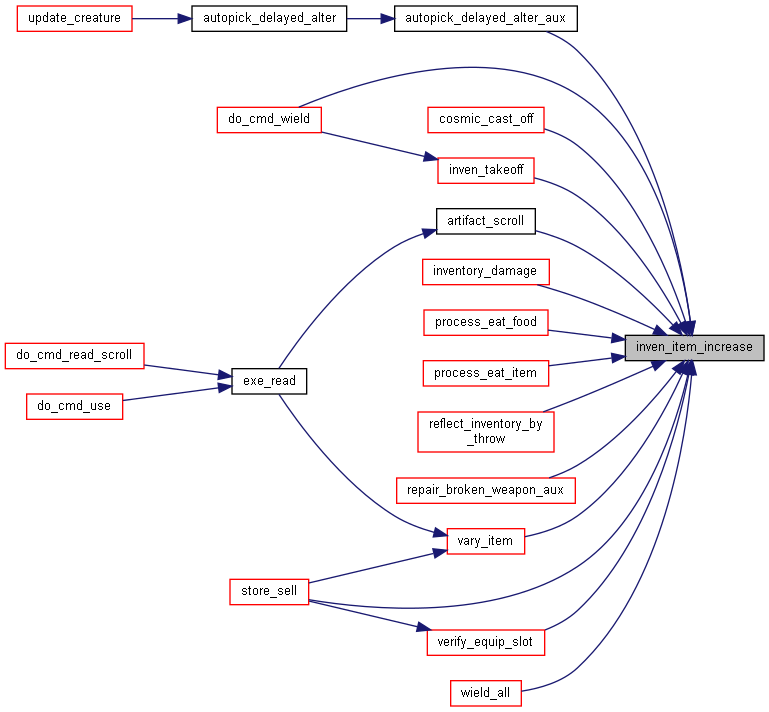 update_creature
autopick_delayed_alter
autopick_delayed_alter_aux
do_cmd_wield
cosmic_cast_off
inven_takeoff
artifact_scroll
inventory_damage
process_eat_food
inven_item_increase
do_cmd_read_scroll
exe_read
process_eat_item
do_cmd_use
reflect_inventory_by
_throw
repair_broken_weapon_aux
vary_item
store_sell
verify_equip_slot
wield_all